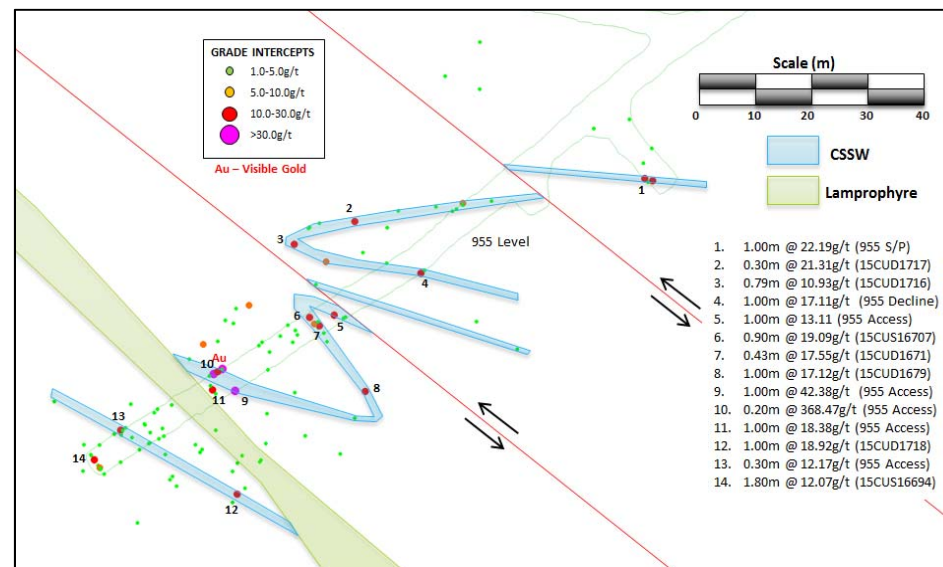 GRADE INTERCEPTS
1.0-5.0g/t
5.0-10.0g/t
10.0-30.0g/t
>30.0g/t
Au – Visible Gold
Scale (m)
0 10 20 30 40
CSSW
Lamprophyre
1
2
3
955 Level
4
5
6
7
Au
10
11
9
8
13
14
12
1. 1.00m @ 22.19g/t (955 S/P)
2. 0.30m @ 21.31g/t (15CUD1717)
3. 0.79m @ 10.93g/t (15CUD1716)
4. 1.00m @ 17.11g/t (955 Decline)
5. 1.00m @ 13.11 (955 Access)
6. 0.90m @ 19.09g/t (15CUS16707)
7. 0.43m @ 17.55g/t (15CUD1671)
8. 1.00m @ 17.12g/t (15CUD1679)
9. 1.00m @ 42.38g/t (955 Access)
10. 0.20m @ 368.47g/t (955 Access)
11. 1.00m @ 18.38g/t (955 Access)
12. 1.00m @ 18.92g/t (15CUD1718)
13. 0.30m @ 12.17g/t (955 Access)
14. 1.80m @ 12.07g/t (15CUS16694)